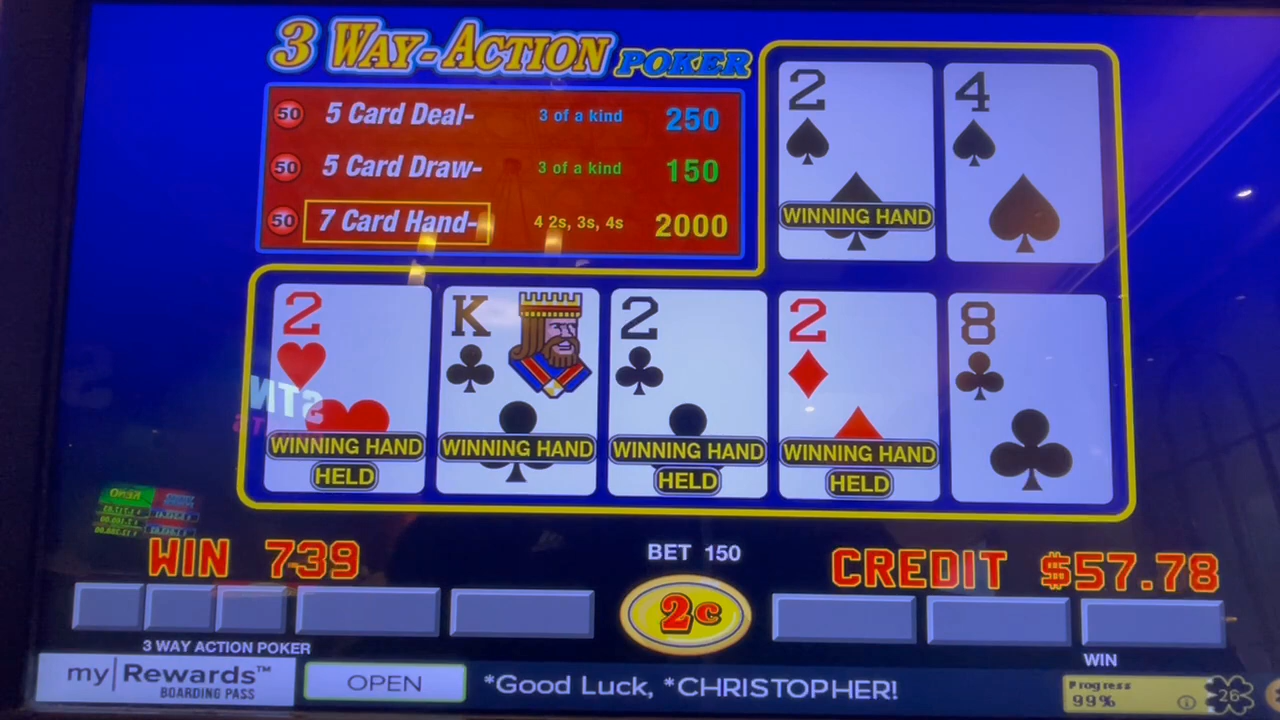 3 WAY-ACTION POKER
50 5 Card Deal- 3 of a kind 250
50 5 Card Draw- 3 of a kind 150
50 7 Card Hand- 4 2s, 3s, 4s 2000
2 4
WINNING HAND
2 K 2 2 8
WINNING HAND WINNING HAND WINNING HAND WINNING HAND
HELD HELD HELD
WIN 739 BET 150 CREDIT $57.78
2¢
3 WAY ACTION POKER WIN
my|Rewards™
BOARDING PASS
OPEN
*Good Luck, *CHRISTOPHER!
Progress
99%
26